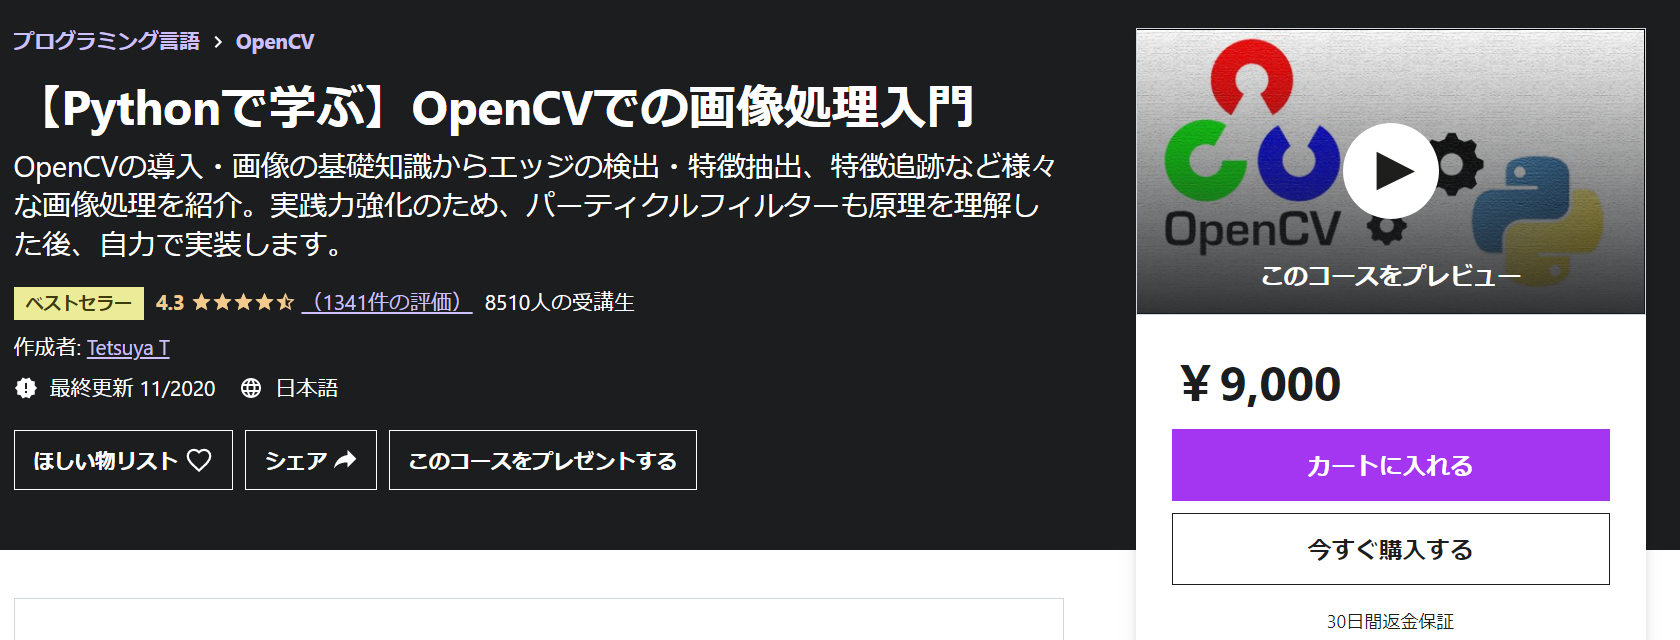 プログラミング言語 > OpenCV
【Pythonで学ぶ】OpenCVでの画像処理入門
OpenCVの導入・画像の基礎知識からエッジの検出・特徴抽出、特徴追跡など様々
な画像処理を紹介。実践力強化のため、パーティクルフィルターも原理を理解し
た後、自力で実装します。
ベストセラー 4.3 （1341件の評価） 8510人の受講生
作成者: Tetsuya T
最終更新 11/2020 日本語
ほしい物リスト シェア このコースをプレゼントする
OpenCV
このコースをプレビュー
￥9,000
カートに入れる
今すぐ購入する
30日間返金保証